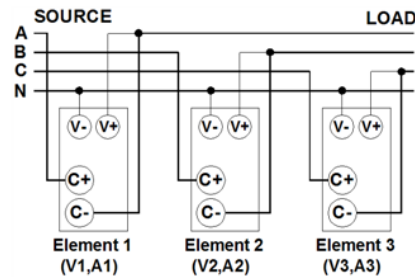 SOURCE LOAD
A
B
C
N
V- V+ V- V+ V- V+
C+ C+ C+
C- C- C-
Element 1 Element 2 Element 3
(V1,A1) (V2,A2) (V3,A3)